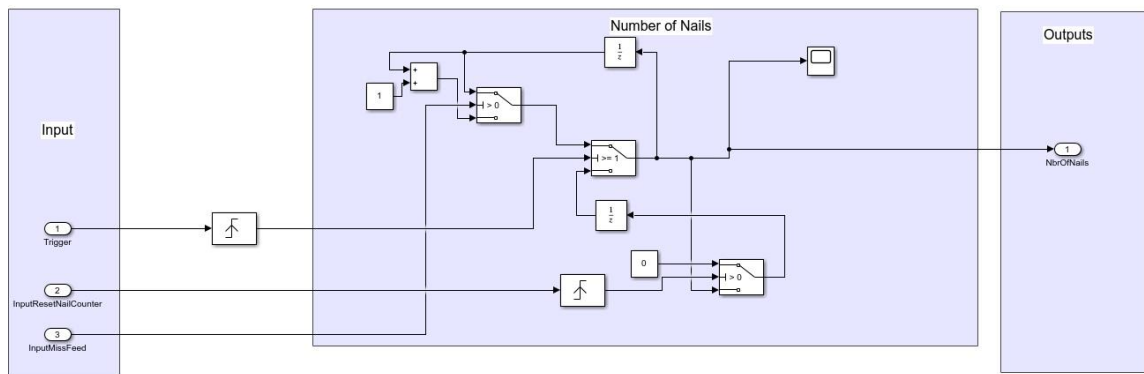 Number of Nails
Outputs
Input
1
z
+
+
1
> 0
>= 1
1
NbrOfNails
1
z
1
Trigger
0
> 0
2
InputResetNailCounter
3
InputMissFeed